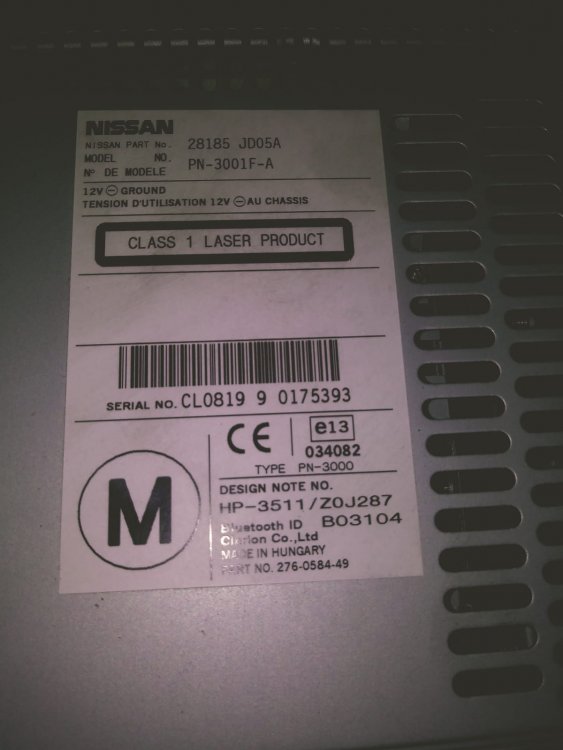 NISSAN
NISSAN PART No. 28185 JD05A
MODEL NO. PN-3001F-A
Nº DE MODELE
12V ⊖ GROUND
TENSION D'UTILISATION 12V ⊖ AU CHASSIS
CLASS 1 LASER PRODUCT
SERIAL NO. CL0819 9 0175393
CE
e13
034082
TYPE PN-3000
M
DESIGN NOTE NO.
HP-3511/Z0J287
Bluetooth ID B03104
Clarion Co.,Ltd
MADE IN HUNGARY
PART NO. 276-0584-49